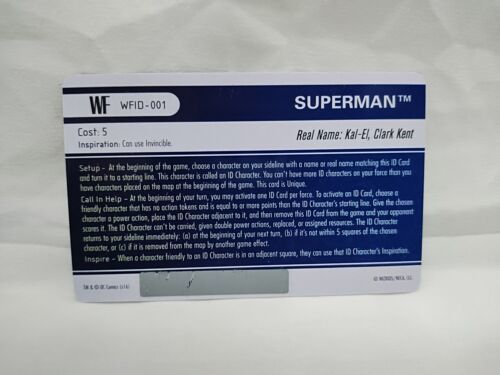 WF WFID-001
SUPERMAN™
Cost: 5
Real Name: Kal-El, Clark Kent
Inspiration: Can use Invincible.
Setup - At the beginning of the game, choose a character on your sideline with a name or real name matching this ID Card
and turn it to a starting line. This character is called an ID Character. You can't have more ID characters on your force than you
have characters placed on the map at the beginning of the game. This card is Unique.
Call In Help - At the beginning of your turn, you may activate one ID Card per force. To activate an ID Card, choose a
friendly character that has no action tokens and is equal to or more points than the ID Character's starting line. Give the chosen
character a power action, place the ID Character adjacent to it, and then remove this ID Card from the game and your opponent
scores it. The ID Character can't be carried, given double power actions, replaced, or assigned resources. The ID Character
returns to your sideline immediately: (a) at the beginning of your next turn, (b) if it's not within 5 squares of the chosen
character, or (c) if it is removed from the map by another game effect.
Inspire - When a character friendly to an ID Character is in an adjacent square, they can use that ID Character's Inspiration.
TM & © DC Comics (s16)
© WIZKIDS/NECA, LLC.